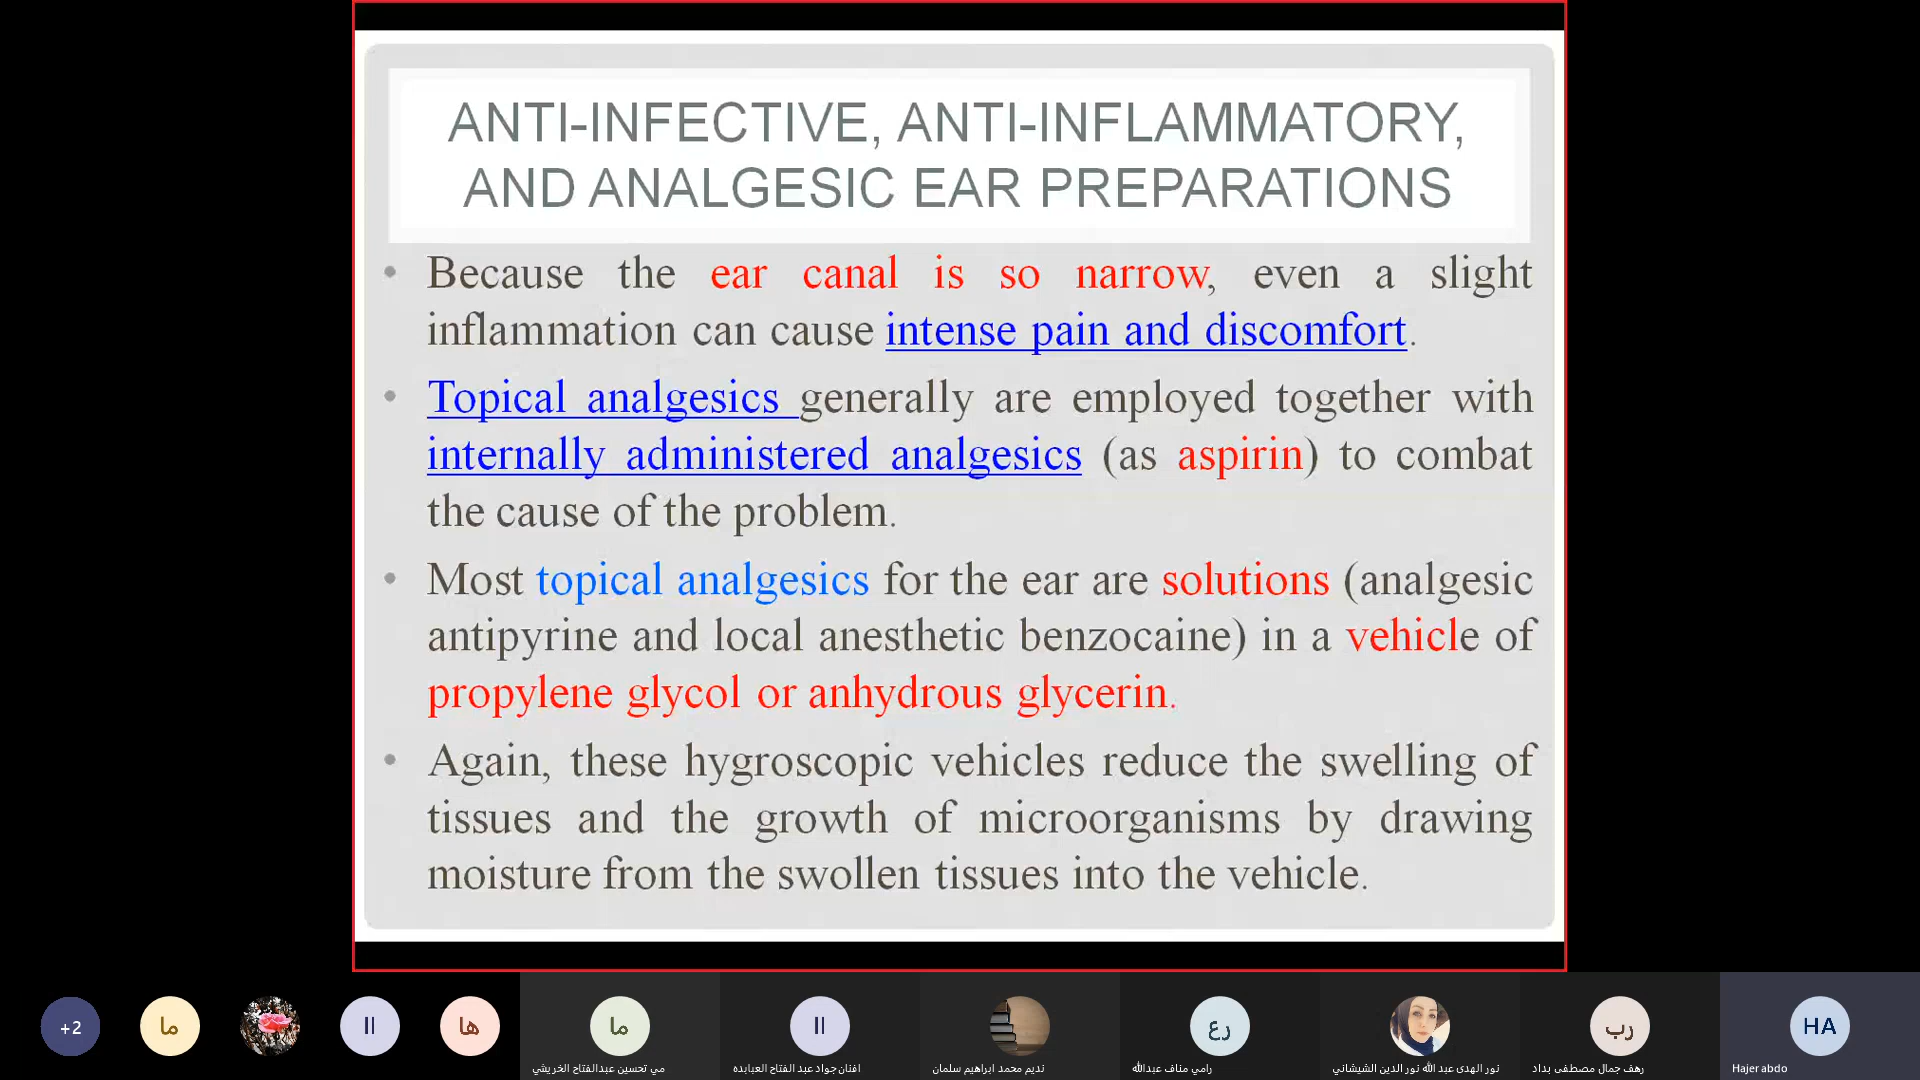 ANTI-INFECTIVE, ANTI-INFLAMMATORY,
AND ANALGESIC EAR PREPARATIONS
• Because the ear canal is so narrow, even a slight
inflammation can cause intense pain and discomfort.
• Topical analgesics generally are employed together with
internally administered analgesics (as aspirin) to combat
the cause of the problem.
• Most topical analgesics for the ear are solutions (analgesic
antipyrine and local anesthetic benzocaine) in a vehicle of
propylene glycol or anhydrous glycerin.
• Again, these hygroscopic vehicles reduce the swelling of
tissues and the growth of microorganisms by drawing
moisture from the swollen tissues into the vehicle.
+2
ما
اا
ها
ما
اا
رع
رب
HA
مي تحسين عبدالفتاح الخريشي
افنان جواد عبد الفتاح العبابده
نديم محمد ابراهيم سلمان
رامي مناف عبدالله
نور الهدى عبد الله نور الدين الشيشاني
رهف جمال مصطفى بداد
Hajer abdo